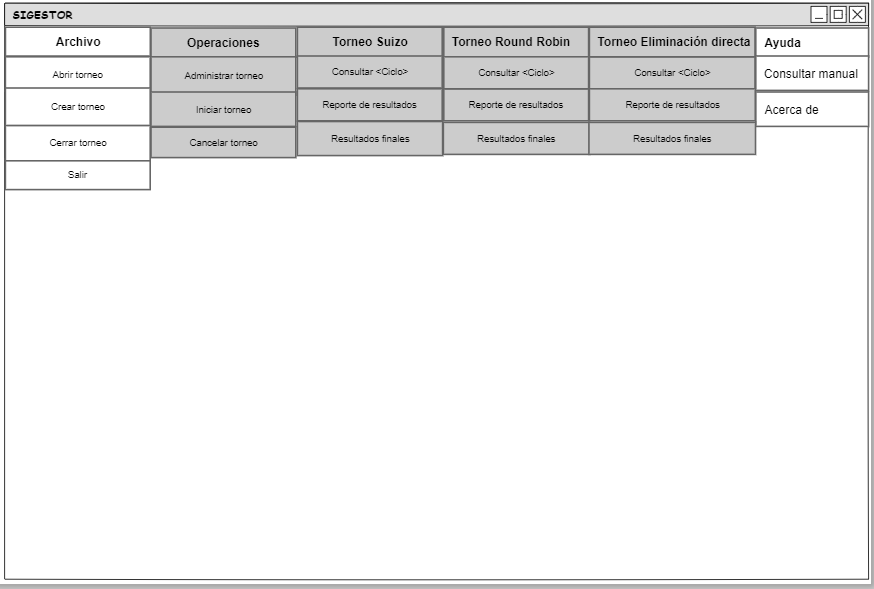 SIGESTOR
Archivo
Abrir torneo
Crear torneo
Cerrar torneo
Salir
Operaciones
Administrar torneo
Iniciar torneo
Cancelar torneo
Torneo Suizo
Consultar <Ciclo>
Reporte de resultados
Resultados finales
Torneo Round Robin
Consultar <Ciclo>
Reporte de resultados
Resultados finales
Torneo Eliminación directa
Consultar <Ciclo>
Reporte de resultados
Resultados finales
Ayuda
Consultar manual
Acerca de